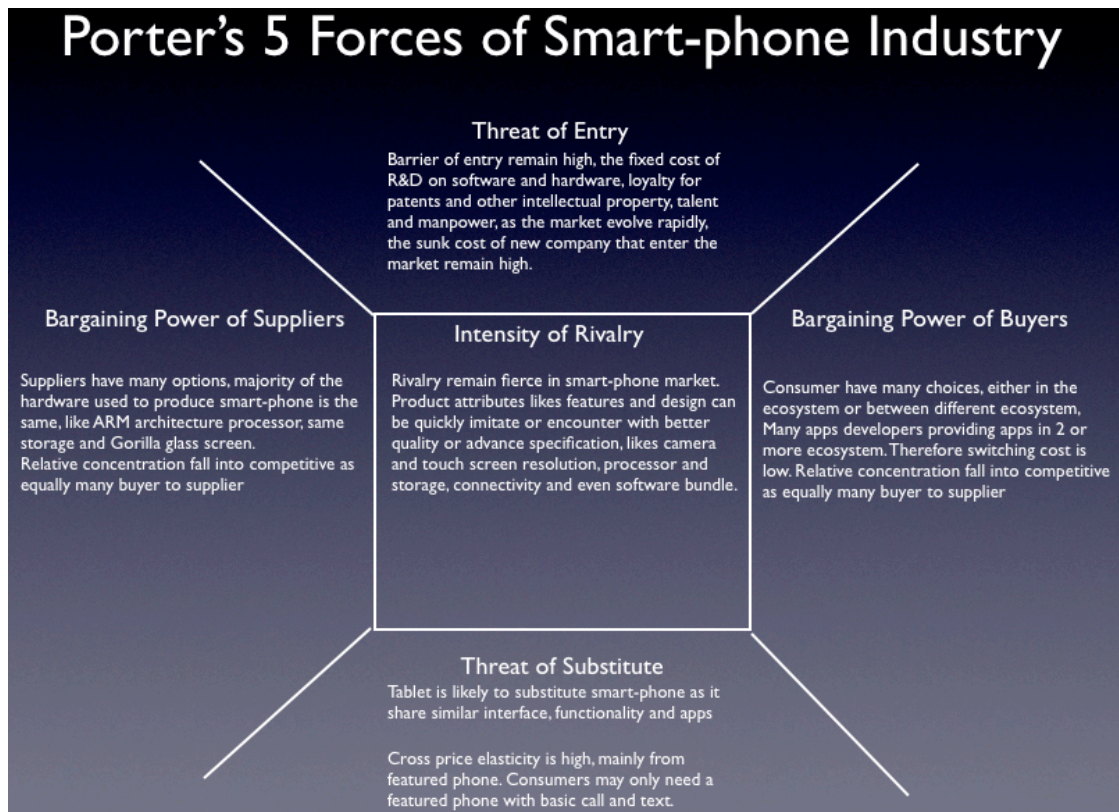 Porter's 5 Forces of Smart-phone Industry
Threat of Entry
Barrier of entry remain high, the fixed cost of
R&D on software and hardware, loyalty for
patents and other intellectual property, talent
and manpower, as the market evolve rapidly,
the sunk cost of new company that enter the
market remain high.
Bargaining Power of Suppliers
Suppliers have many options, majority of the
hardware used to produce smart-phone is the
same, like ARM architecture processor, same
storage and Gorilla glass screen.
Relative concentration fall into competitive as
equally many buyer to supplier
Intensity of Rivalry
Rivalry remain fierce in smart-phone market.
Product attributes likes features and design can
be quickly imitate or encounter with better
quality or advance specification, likes camera
and touch screen resolution, processor and
storage, connectivity and even software bundle.
Bargaining Power of Buyers
Consumer have many choices, either in the
ecosystem or between different ecosystem,
Many apps developers providing apps in 2 or
more ecosystem. Therefore switching cost is
low. Relative concentration fall into competitive
as equally many buyer to supplier
Threat of Substitute
Tablet is likely to substitute smart-phone as it
share similar interface, functionality and apps
Cross price elasticity is high, mainly from
featured phone. Consumers may only need a
featured phone with basic call and text.